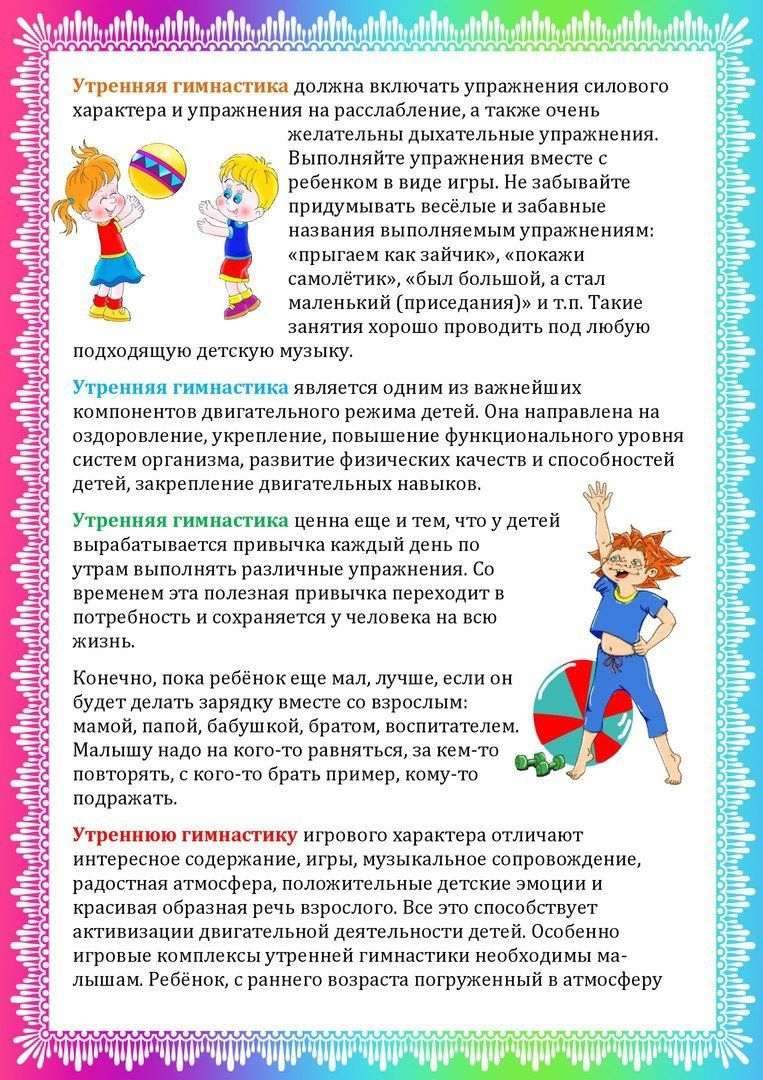 Утренняя гимнастика должна включать упражнения силового
характера и упражнения на расслабление, а также очень
желательны дыхательные упражнения.
Выполняйте упражнения вместе с
ребенком в виде игры. Не забывайте
придумывать весёлые и забавные
названия выполняемым упражнениям:
«прыгаем как зайчик», «покажи
самолётик», «был большой, а стал
маленький (приседания)» и т.п. Такие
занятия хорошо проводить под любую
подходящую детскую музыку.
Утренняя гимнастика является одним из важнейших
компонентов двигательного режима детей. Она направлена на
оздоровление, укрепление, повышение функционального уровня
систем организма, развитие физических качеств и способностей
детей, закрепление двигательных навыков.
Утренняя гимнастика ценна еще и тем, что у детей
вырабатывается привычка каждый день по
утрам выполнять различные упражнения. Со
временем эта полезная привычка переходит в
потребность и сохраняется у человека на всю
жизнь.
Конечно, пока ребёнок еще мал, лучше, если он
будет делать зарядку вместе со взрослым:
мамой, папой, бабушкой, братом, воспитателем.
Малышу надо на кого-то равняться, за кем-то
повторять, с кого-то брать пример, кому-то
подражать.
Утреннюю гимнастику игрового характера отличают
интересное содержание, игры, музыкальное сопровождение,
радостная атмосфера, положительные детские эмоции и
красивая образная речь взрослого. Все это способствует
активизации двигательной деятельности детей. Особенно
игровые комплексы утренней гимнастики необходимы ма-
лышам. Ребёнок, с раннего возраста погруженный в атмосферу